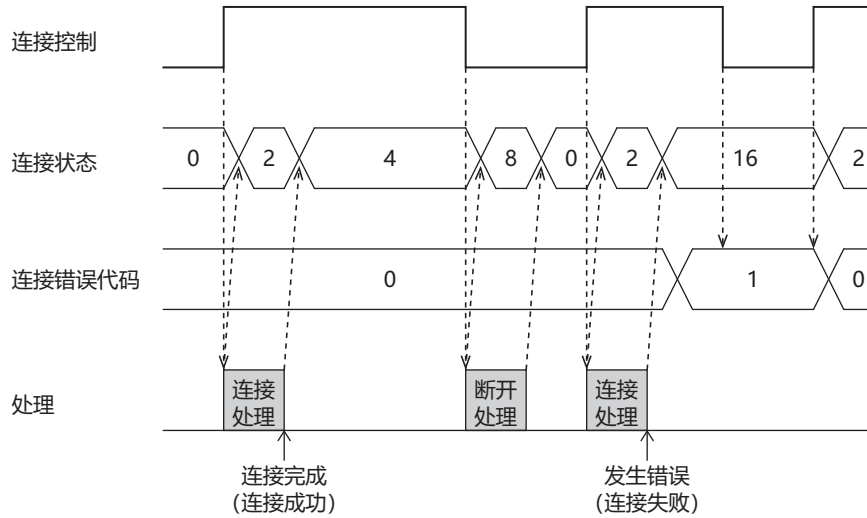 连接控制
连接状态
0 2 4 8 0 2 16 2
连接错误代码
0 1 0
处理
连接
处理
断开
处理
连接
处理
连接完成
(连接成功)
发生错误
(连接失败)